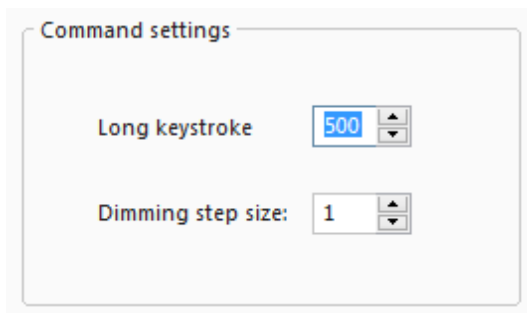 Command settings
Long keystroke 500
Dimming step size: 1